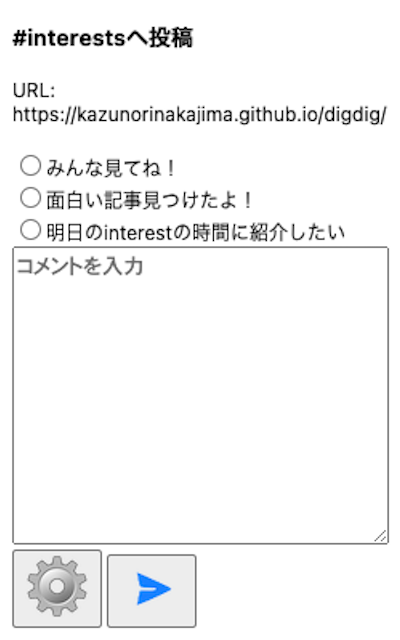 #interestsへ投稿
URL:
https://kazunorinakajima.github.io/digdig/
みんな見てね！
面白い記事見つけたよ！
明日のinterestの時間に紹介したい
コメントを入力